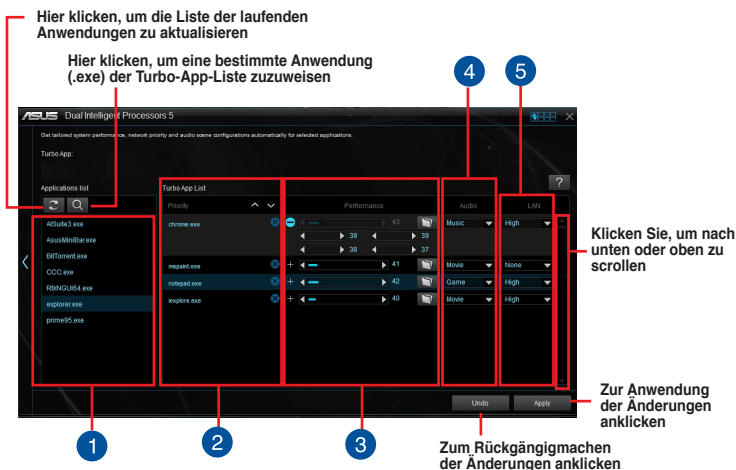 Hier klicken, um die Liste der laufenden
Anwendungen zu aktualisieren
Hier klicken, um eine bestimmte Anwendung
(.exe) der Turbo-App-Liste zuzuweisen
4
5
ASUS Dual Intelligent Processors 5
Get tailored system performance, network priority and audio scene configurations automatically for selected applications.
Turbo App:
?
Applications list
Turbo App List
Priority
Performance
Audio
LAN
AISuite3.exe
AsusMiniBar.exe
BitTorrent.exe
CCC.exe
RtkNGUI64.exe
explorer.exe
prime95.exe
chrome.exe
43
Music
High
39
39
38
37
mspaint.exe
+
41
Movie
None
notepad.exe
+
42
Game
High
iexplore.exe
+
40
Movie
High
Klicken Sie, um nach
unten oder oben zu
scrollen
Undo
Apply
Zur Anwendung
der Änderungen
anklicken
1
2
3
Zum Rückgängigmachen
der Änderungen anklicken